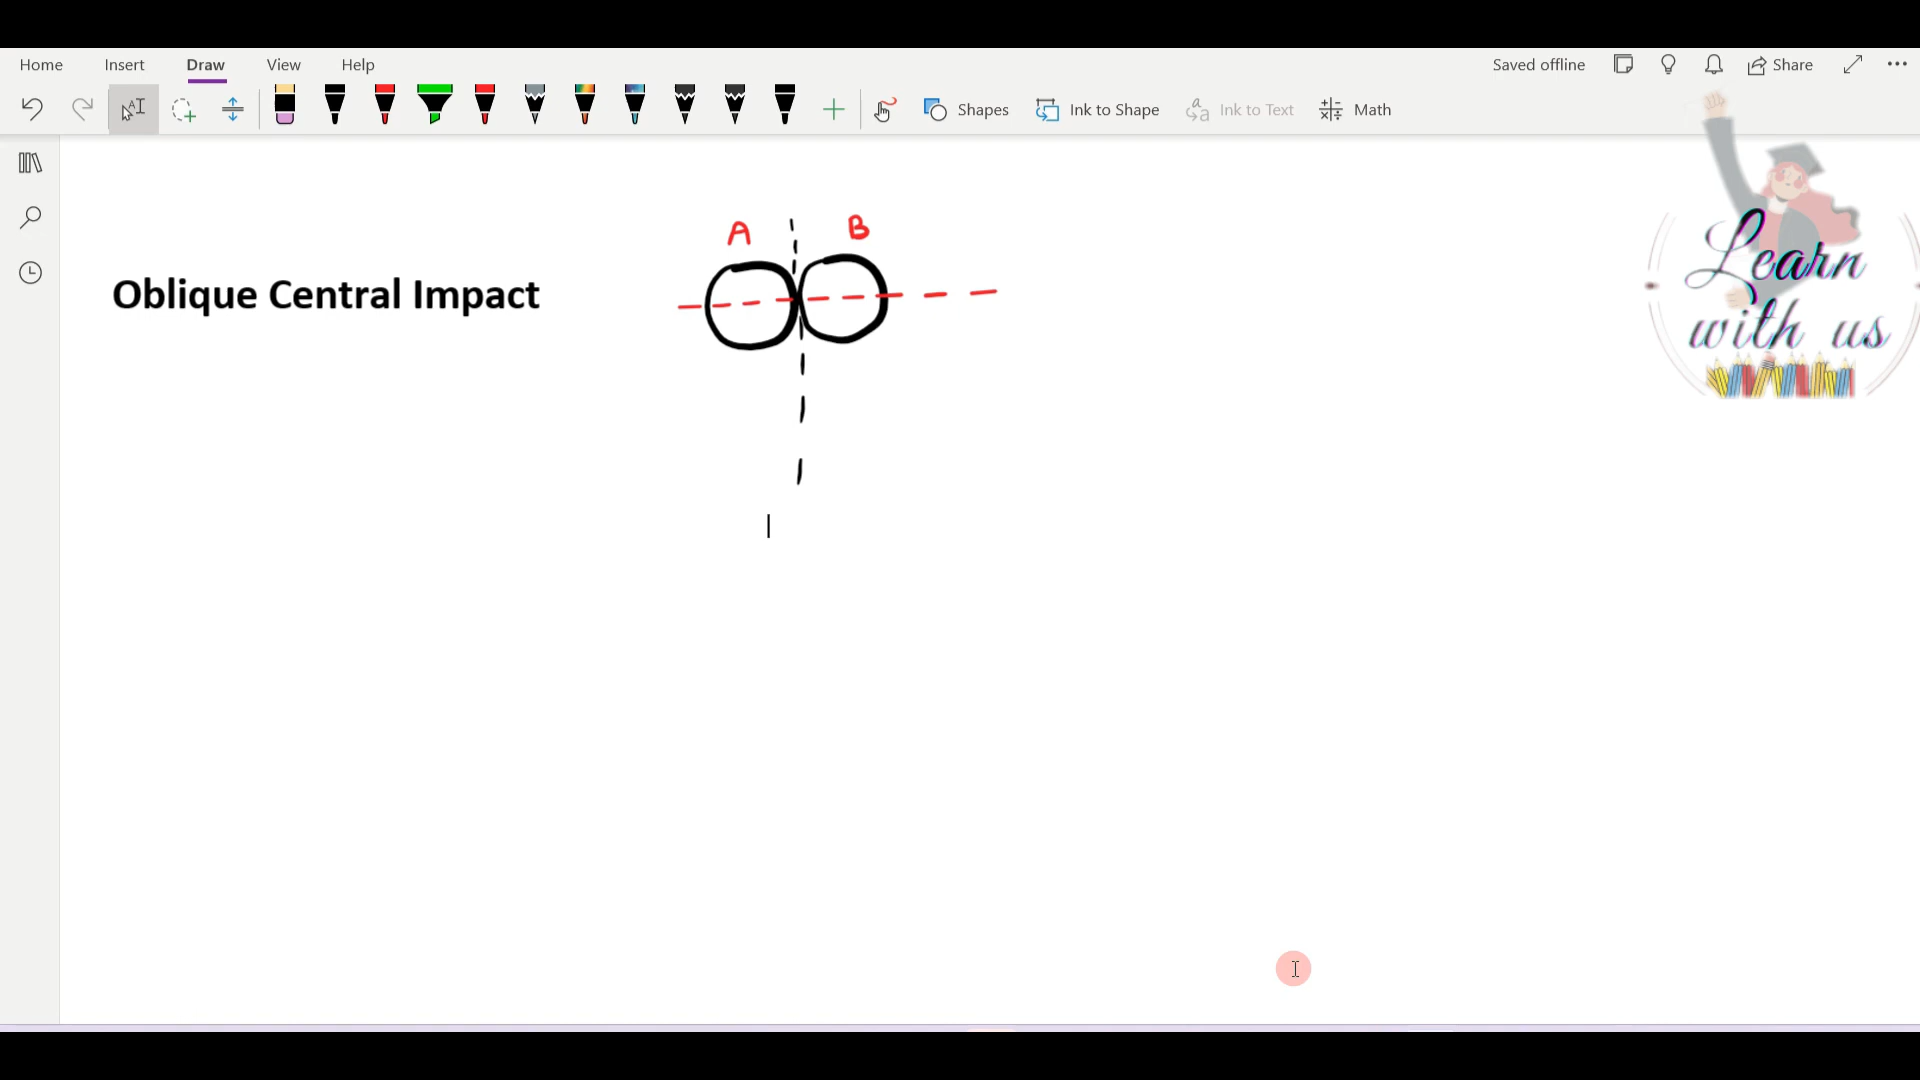 Home Insert Draw View Help
Saved offline Share
Shapes Ink to Shape Ink to Text Math
A B
Oblique Central Impact
Learn
with us